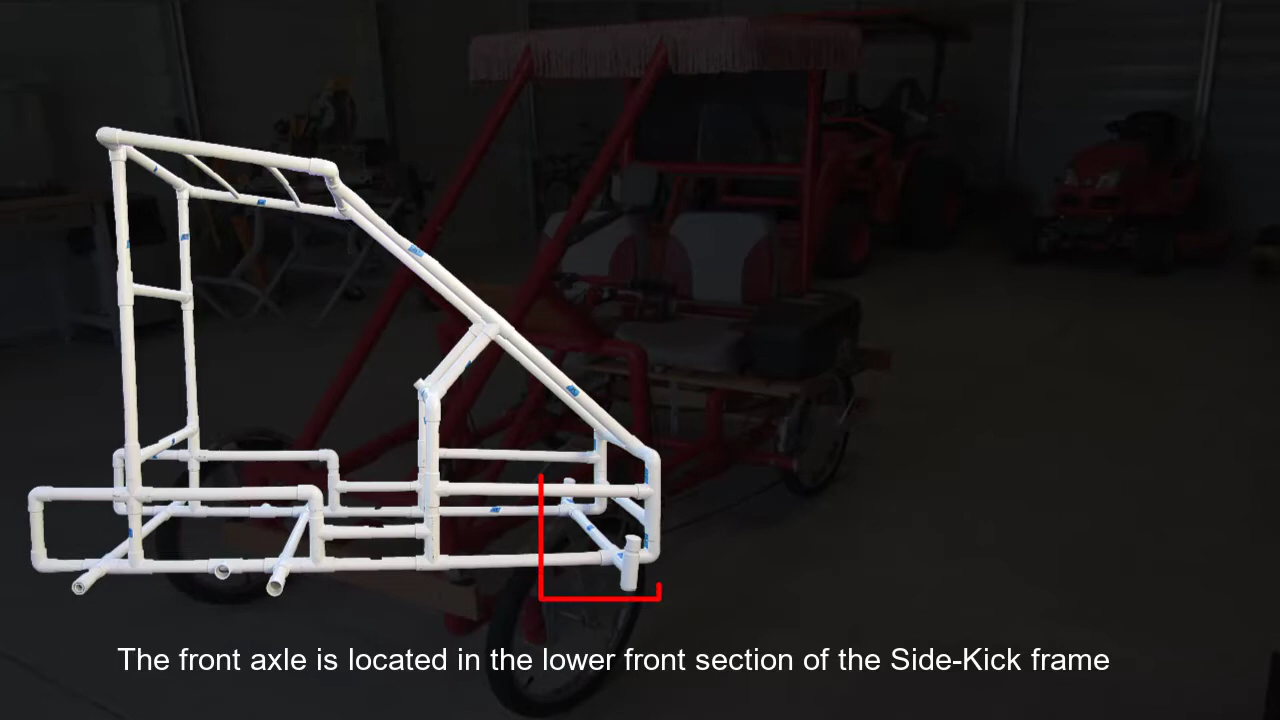 The front axle is located in the lower front section of the Side-Kick frame